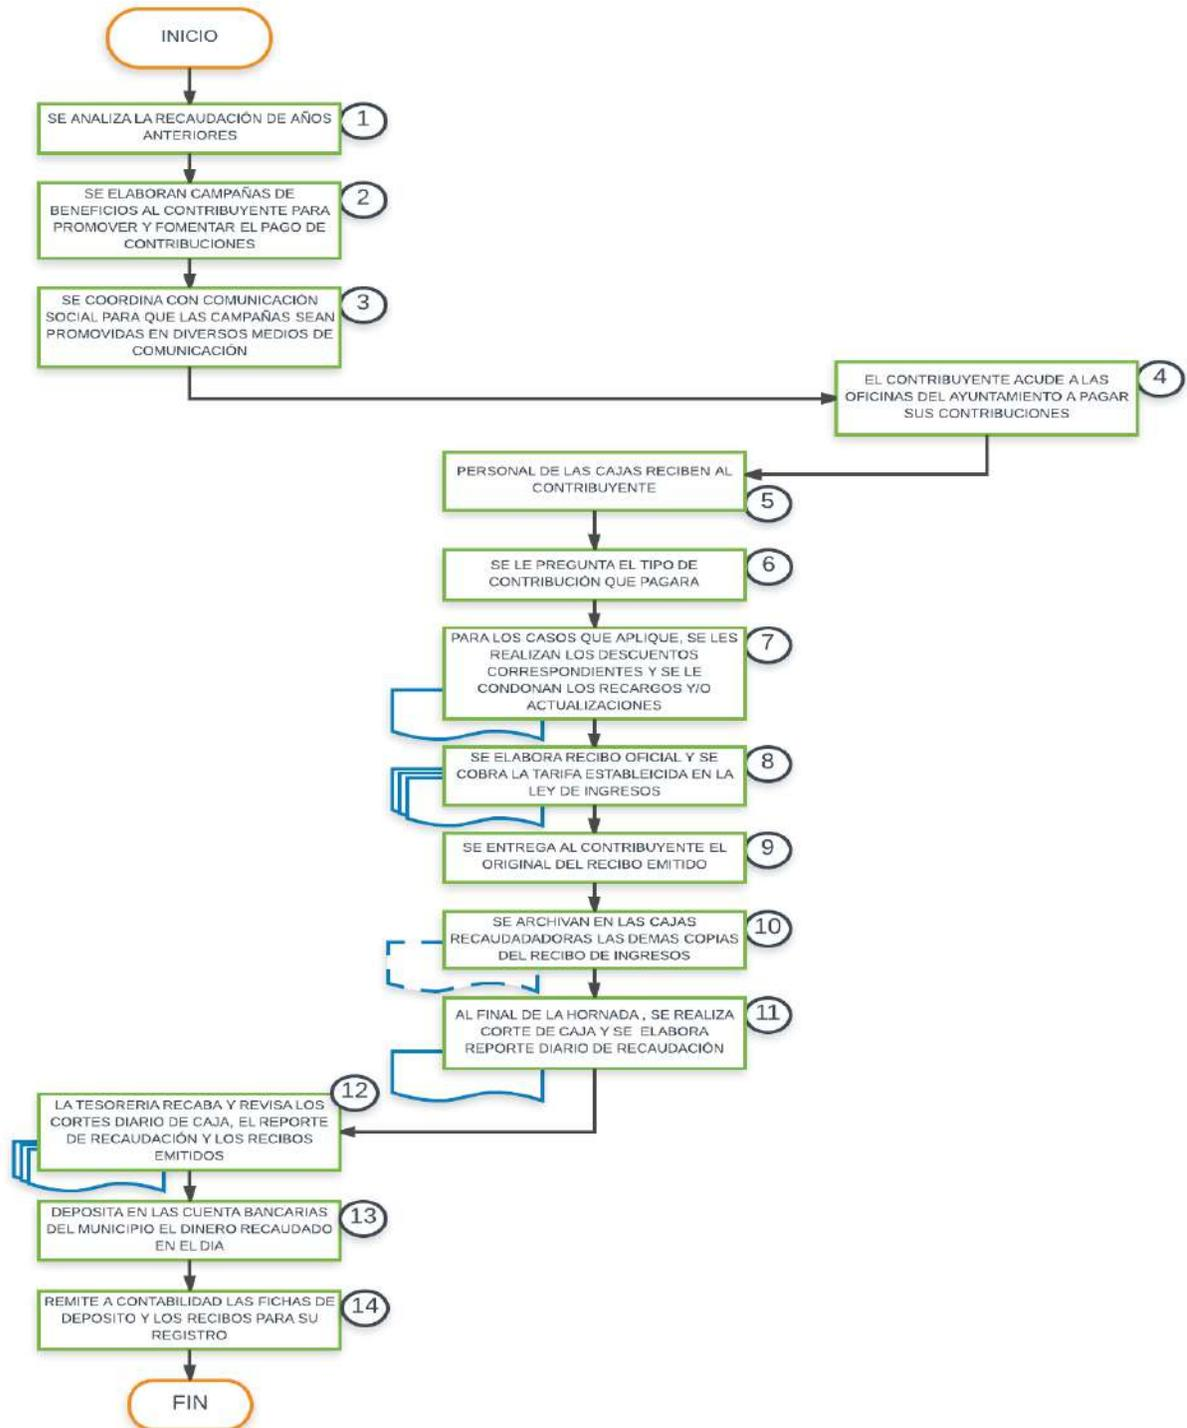 INICIO
SE ANALIZA LA RECAUDACIÓN DE AÑOS
ANTERIORES
1
SE ELABORAN CAMPAÑAS DE
BENEFICIOS AL CONTRIBUYENTE PARA
PROMOVER Y FOMENTAR EL PAGO DE
CONTRIBUCIONES
2
SE COORDINA CON COMUNICACIÓN
SOCIAL PARA QUE LAS CAMPAÑAS SEAN
PROMOVIDAS EN DIVERSOS MEDIOS DE
COMUNICACIÓN
3
EL CONTRIBUYENTE ACUDE A LAS
OFICINAS DEL AYUNTAMIENTO A PAGAR
SUS CONTRIBUCIONES
4
PERSONAL DE LAS CAJAS RECIBEN AL
CONTRIBUYENTE
5
SE LE PREGUNTA EL TIPO DE
CONTRIBUCIÓN QUE PAGARA
6
PARA LOS CASOS QUE APLIQUE, SE LES
REALIZAN LOS DESCUENTOS
CORRESPONDIENTES Y SE LE
CONDONAN LOS RECARGOS Y/O
ACTUALIZACIONES
7
SE ELABORA RECIBO OFICIAL Y SE
COBRA LA TARIFA ESTABLEICIDA EN LA
LEY DE INGRESOS
8
SE ENTREGA AL CONTRIBUYENTE EL
ORIGINAL DEL RECIBO EMITIDO
9
SE ARCHIVAN EN LAS CAJAS
RECAUDADADORAS LAS DEMAS COPIAS
DEL RECIBO DE INGRESOS
10
AL FINAL DE LA HORNADA , SE REALIZA
CORTE DE CAJA Y SE ELABORA
REPORTE DIARIO DE RECAUDACIÓN
11
LA TESORERIA RECABA Y REVISA LOS
CORTES DIARIO DE CAJA, EL REPORTE
DE RECAUDACIÓN Y LOS RECIBOS
EMITIDOS
12
DEPOSITA EN LAS CUENTA BANCARIAS
DEL MUNICIPIO EL DINERO RECAUDADO
EN EL DIA
13
REMITE A CONTABILIDAD LAS FICHAS DE
DEPOSITO Y LOS RECIBOS PARA SU
REGISTRO
14
FIN